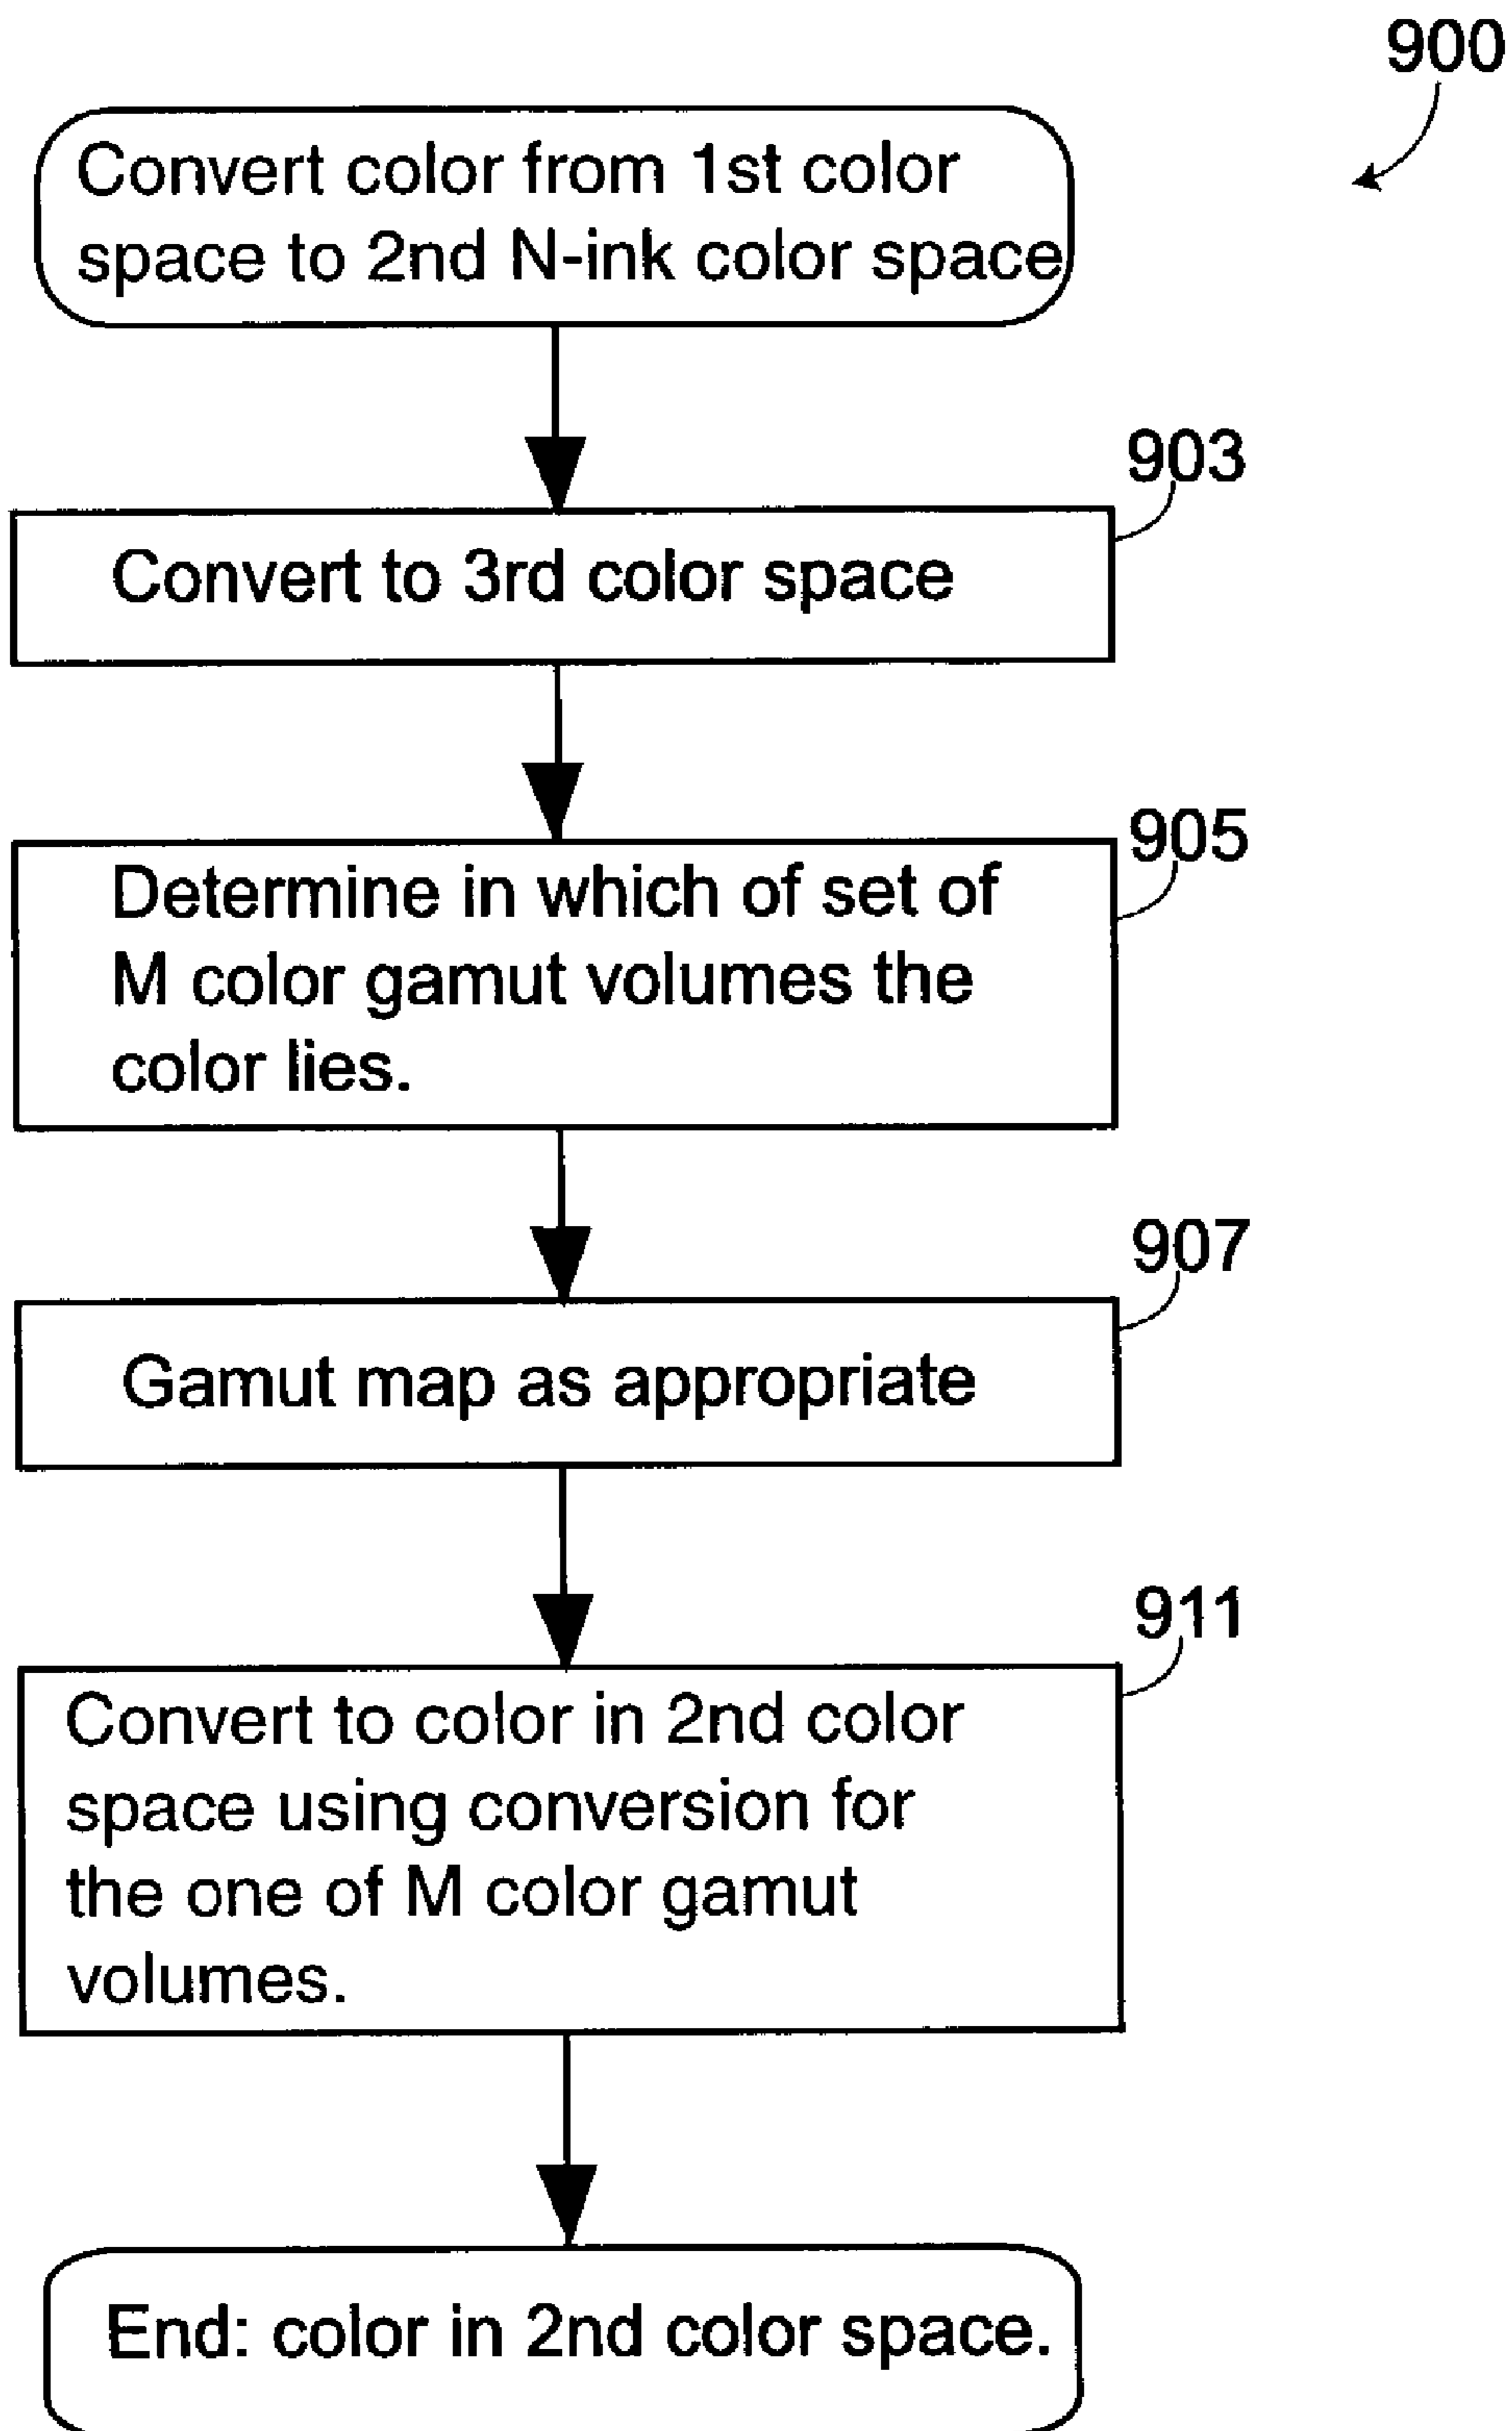 900
Convert color from 1st color
space to 2nd N-ink color space
903
Convert to 3rd color space
905
Determine in which of set of
M color gamut volumes the
color lies.
907
Gamut map as appropriate
911
Convert to color in 2nd color
space using conversion for
the one of M color gamut
volumes.
End: color in 2nd color space.